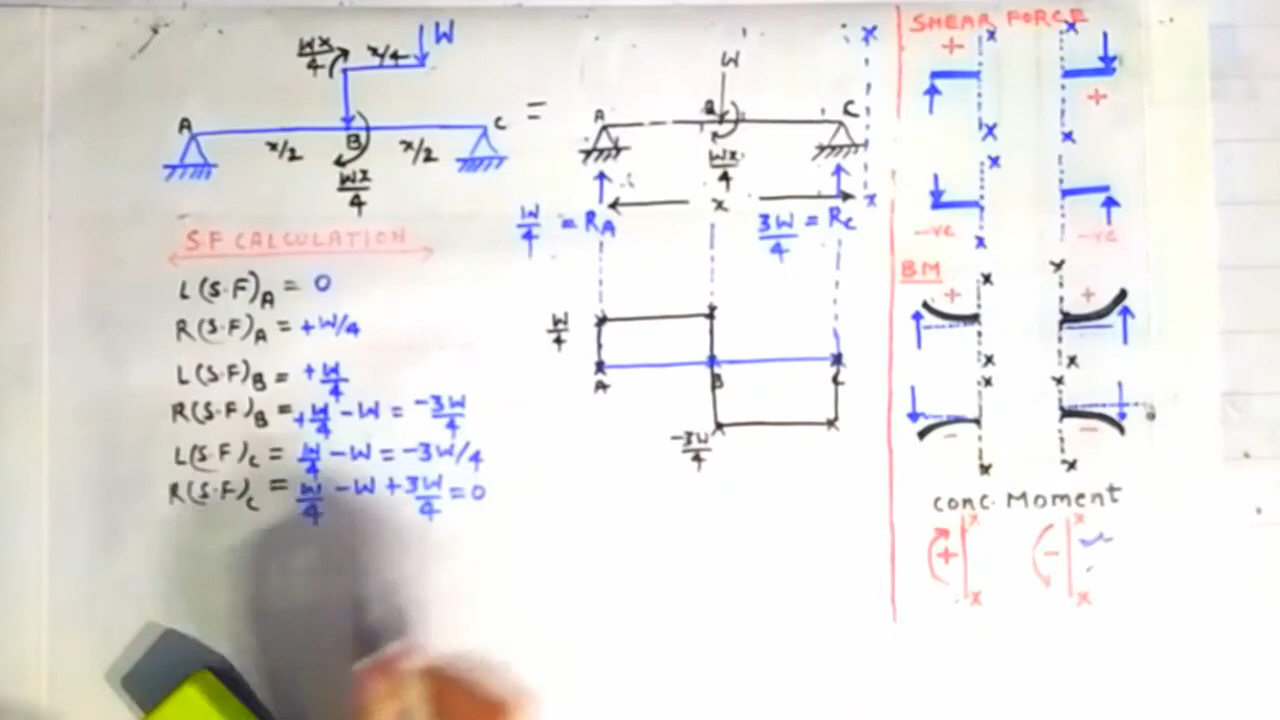 W
Wx/4
x/4
A
B
C
x/2
x/2
Wx/4
=
W
A
B
C
Wx/4
x
W/4 = RA
3W/4 = RC
S.F CALCULATION
L(S.F)A = 0
R(S.F)A = +W/4
L(S.F)B = +W/4
R(S.F)B = +W/4 - W = -3W/4
L(S.F)C = W/4 - W = -3W/4
R(S.F)C = W/4 - W + 3W/4 = 0
W/4
A
B
C
-3W/4
SHEAR FORCE
+
x
x
x
+
x
x
x
-ve
x
-ve
BM
x
x
+
+
x
x
x
x
-
-
x
x
conc. Moment
x
x
+
-
x
x